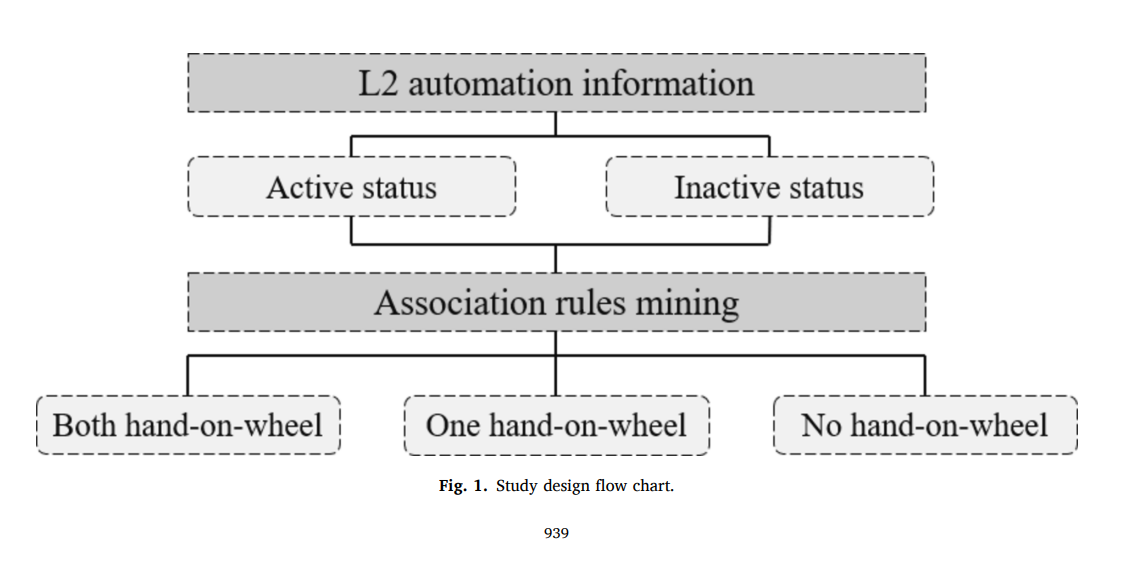 L2 automation information
Active status
Inactive status
Association rules mining
Both hand-on-wheel
One hand-on-wheel
No hand-on-wheel
Fig. 1. Study design flow chart.
939